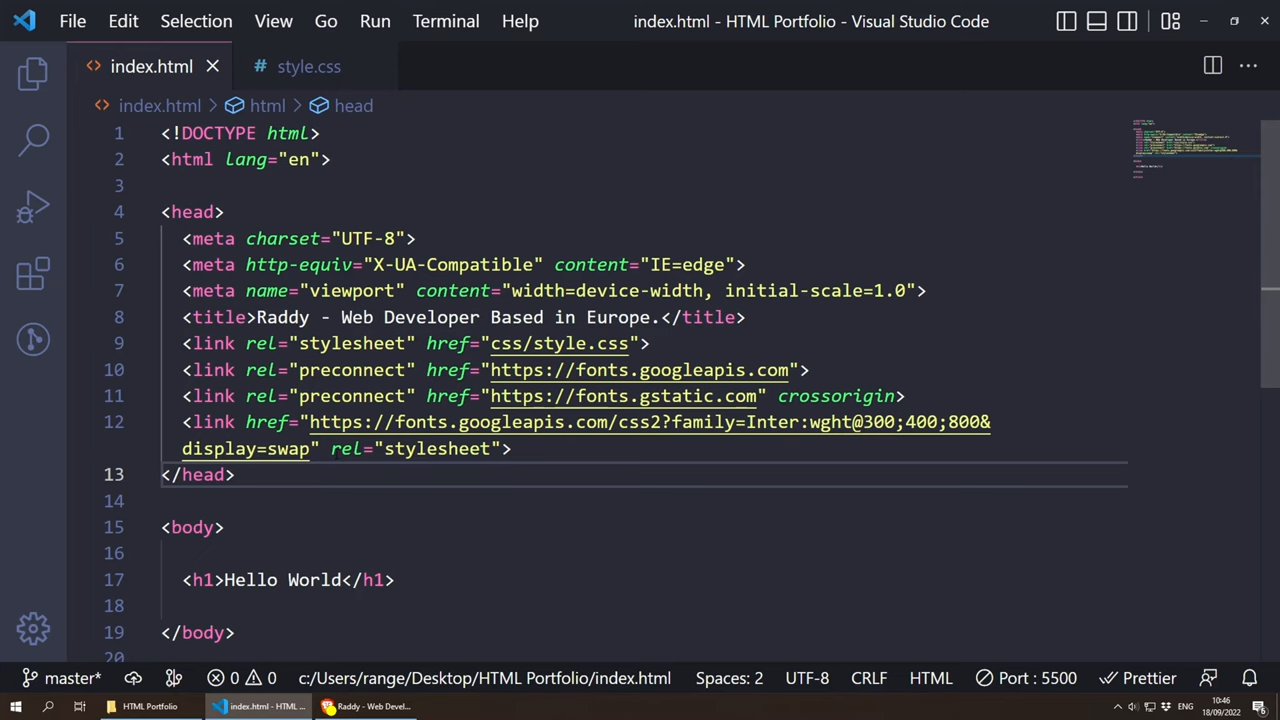 File Edit Selection View Go Run Terminal Help index.html - HTML Portfolio - Visual Studio Code
index.html # style.css
index.html > html > head
1 <!DOCTYPE html>
2 <html lang="en">
3
4 <head>
5 <meta charset="UTF-8">
6 <meta http-equiv="X-UA-Compatible" content="IE=edge">
7 <meta name="viewport" content="width=device-width, initial-scale=1.0">
8 <title>Raddy - Web Developer Based in Europe.</title>
9 <link rel="stylesheet" href="css/style.css">
10 <link rel="preconnect" href="https://fonts.googleapis.com">
11 <link rel="preconnect" href="https://fonts.gstatic.com" crossorigin>
12 <link href="https://fonts.googleapis.com/css2?family=Inter:wght@300;400;800&
display=swap" rel="stylesheet">
13 </head>
14
15 <body>
16
17 <h1>Hello World</h1>
18
19 </body>
20
master* 0 0 c:/Users/range/Desktop/HTML Portfolio/index.html Spaces: 2 UTF-8 CRLF HTML Port : 5500 Prettier
HTML Portfolio index.html - HTML ... Raddy - Web Devel... ENG 10:46
18/09/2022